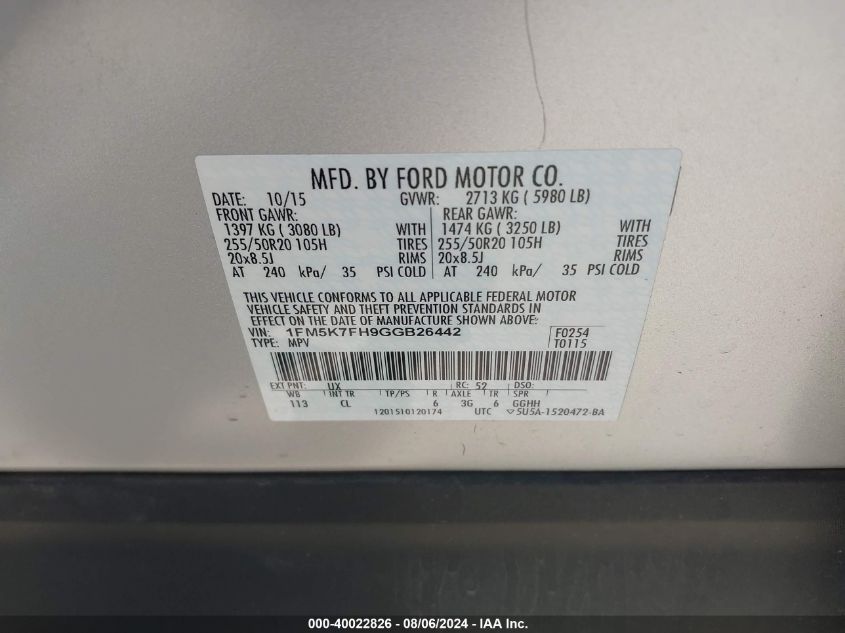 MFD. BY FORD MOTOR CO.
DATE: 10/15 GVWR: 2713 KG ( 5980 LB)
FRONT GAWR: REAR GAWR:
1397 KG ( 3080 LB) WITH 1474 KG ( 3250 LB) WITH
255/50R20 105H TIRES 255/50R20 105H TIRES
20x8.5J RIMS 20x8.5J RIMS
AT 240 kPa/ 35 PSI COLD AT 240 kPa/ 35 PSI COLD
THIS VEHICLE CONFORMS TO ALL APPLICABLE FEDERAL MOTOR
VEHICLE SAFETY AND THEFT PREVENTION STANDARDS IN
EFFECT ON THE DATE OF MANUFACTURE SHOWN ABOVE.
VIN: 1FM5K7FH9GGB26442 F0254
TYPE: MPV T0115
EXT PNT: UX RC: 52 DSO:
WB INT TR TP/PS R AXLE TR SPR
113 CL 6 3G 6 GGHH
1201510120174 UTC ▽5U5A-1520472-BA
000-40022826 - 08/06/2024 - IAA Inc.